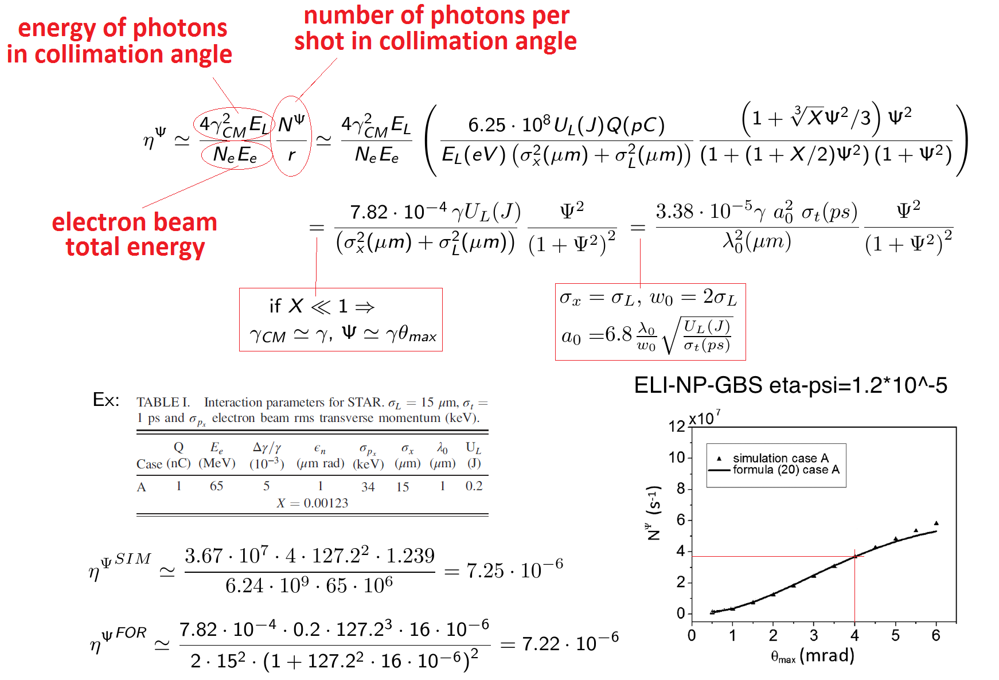 energy of photons
in collimation angle
number of photons per
shot in collimation angle
η^Ψ ≃ 4γ²_CM E_L / N_e E_e · N^Ψ / r ≃ 4γ²_CM E_L / N_e E_e ( 6.25 · 10⁸ U_L(J)Q(pC) / E_L(eV) (σ²_x(μm) + σ²_L(μm)) · (1 + ∛X Ψ²/3) Ψ² / (1 + (1 + X/2)Ψ²) (1 + Ψ²) )
electron beam
total energy
= 7.82 · 10⁻⁴ γU_L(J) / (σ²_x(μm) + σ²_L(μm)) · Ψ² / (1 + Ψ²)² = 3.38 · 10⁻⁵γ a₀² σ_t(ps) / λ₀²(μm) · Ψ² / (1 + Ψ²)²
if X ≪ 1 ⇒
γ_CM ≃ γ, Ψ ≃ γθ_max
σ_x = σ_L, w₀ = 2σ_L
a₀ =6.8 λ₀/w₀ √(U_L(J)/σ_t(ps))
Ex:
TABLE I. Interaction parameters for STAR. σ_L = 15 μm, σ_t =
1 ps and σ_p_x electron beam rms transverse momentum (keV).
Q E_e Δγ/γ ϵ_n σ_p_x σ_x λ₀ U_L
Case (nC) (MeV) (10⁻³) (μm rad) (keV) (μm) (μm) (J)
A 1 65 5 1 34 15 1 0.2
X = 0.00123
η^Ψ^SIM ≃ 3.67 · 10⁷ · 4 · 127.2² · 1.239 / 6.24 · 10⁹ · 65 · 10⁶ = 7.25 · 10⁻⁶
η^Ψ^FOR ≃ 7.82 · 10⁻⁴ · 0.2 · 127.2³ · 16 · 10⁻⁶ / 2 · 15² · (1 + 127.2² · 16 · 10⁻⁶)² = 7.22 · 10⁻⁶
ELI-NP-GBS eta-psi=1.2*10^-5
x10⁷
12
10
8
6
4
2
0
N^Ψ (s⁻¹)
simulation case A
formula (20) case A
0 1 2 3 4 5 6
θ_max (mrad)